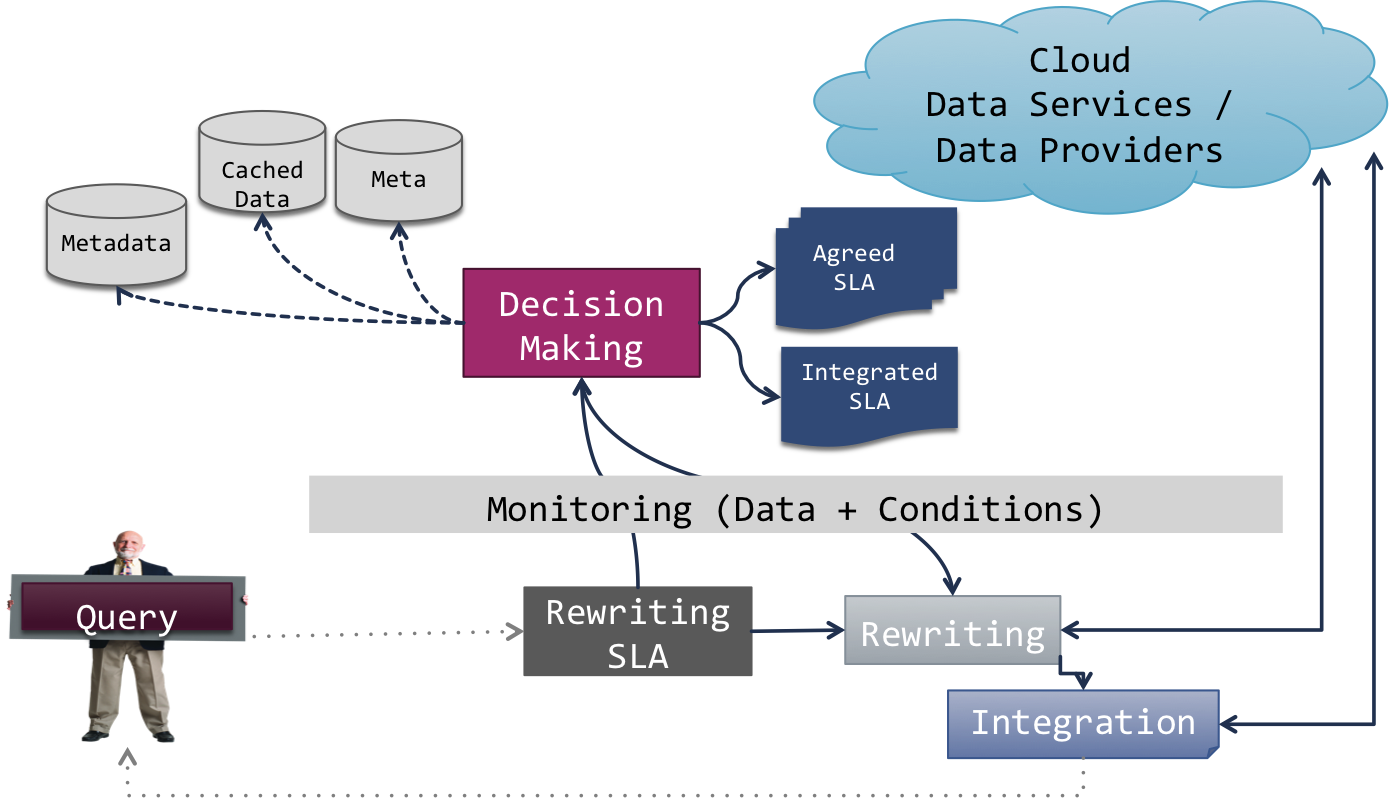 Cloud
Data Services /
Data Providers
Cached
Data
Meta
Metadata
Agreed
SLA
Decision
Making
Integrated
SLA
Monitoring (Data + Conditions)
Query
Rewriting
SLA
Rewriting
Integration